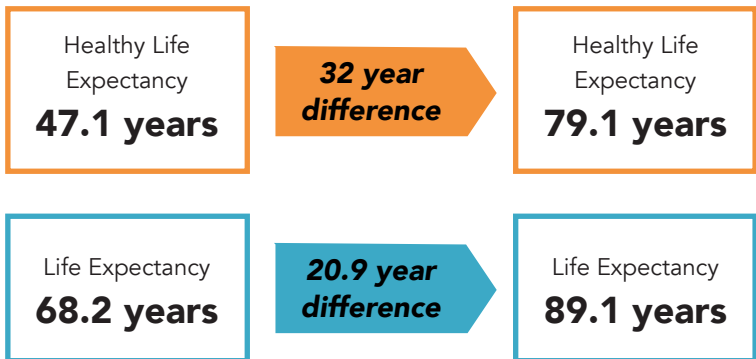 Healthy Life
Expectancy
47.1 years
32 year
difference
Healthy Life
Expectancy
79.1 years
Life Expectancy
68.2 years
20.9 year
difference
Life Expectancy
89.1 years